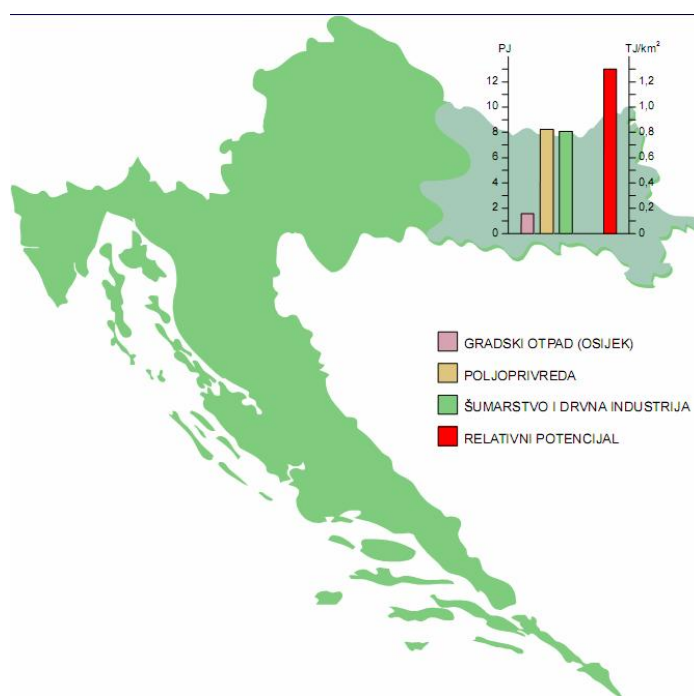 PJ TJ/km²
12 1,2
10 1,0
8 0,8
6 0,6
4 0,4
2 0,2
0 0
GRADSKI OTPAD (OSIJEK)
POLJOPRIVREDA
ŠUMARSTVO I DRVNA INDUSTRIJA
RELATIVNI POTENCIJAL